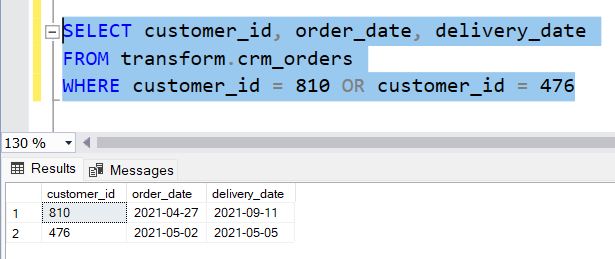 SELECT customer_id, order_date, delivery_date
FROM transform.crm_orders
WHERE customer_id = 810 OR customer_id = 476
130 %
Results Messages
customer_id order_date delivery_date
1 810 2021-04-27 2021-09-11
2 476 2021-05-02 2021-05-05